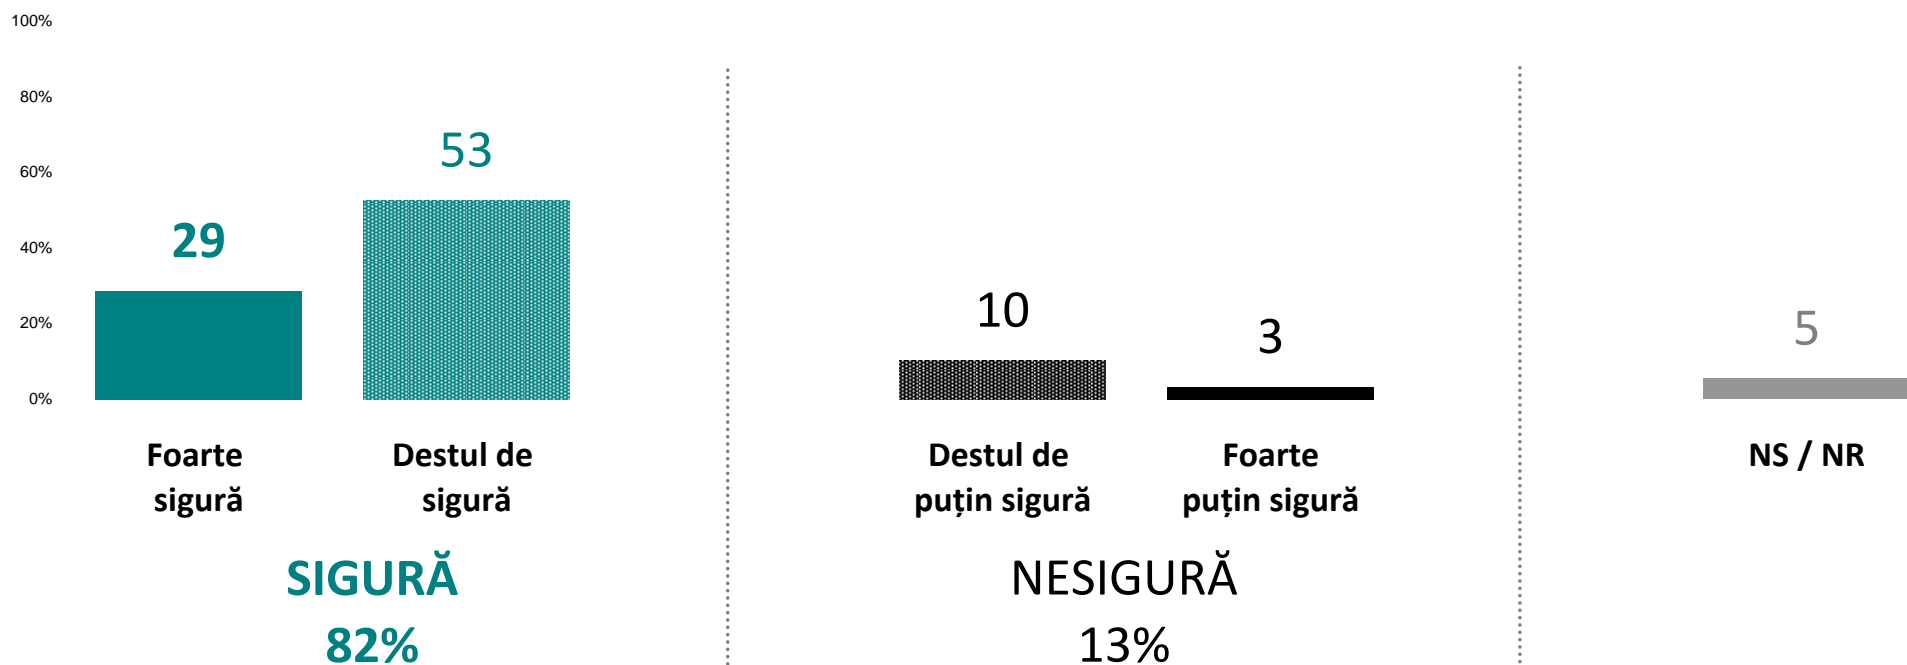 100%
80%
60%
40%
20%
0%
29
53
10
3
5
Foarte
sigură
Destul de
sigură
Destul de
puțin sigură
Foarte
puțin sigură
NS / NR
SIGURĂ
82%
NESIGURĂ
13%